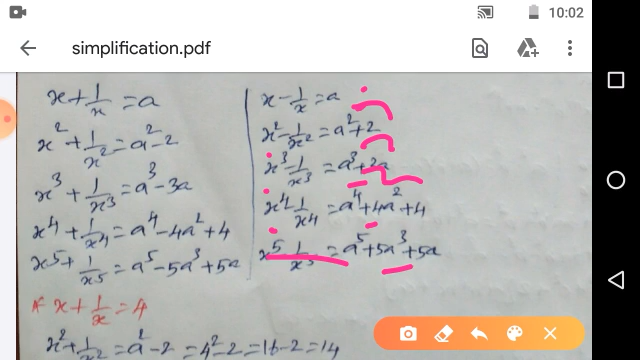 10:02
simplification.pdf
x + 1/x = a
x² + 1/x² = a² - 2
x³ + 1/x³ = a³ - 3a
x⁴ + 1/x⁴ = a⁴ - 4a² + 4
x⁵ + 1/x⁵ = a⁵ - 5a³ + 5a
x + 1/x = 4
x² + 1/x² = a² - 2 = 4² - 2 = 16 - 2 = 14
x - 1/x = a
x² - 1/x² = a² + 2
x³ - 1/x³ = a³ + 3a
x⁴ - 1/x⁴ = a⁴ + 4a² + 4
x⁵ - 1/x⁵ = a⁵ + 5a³ + 5a